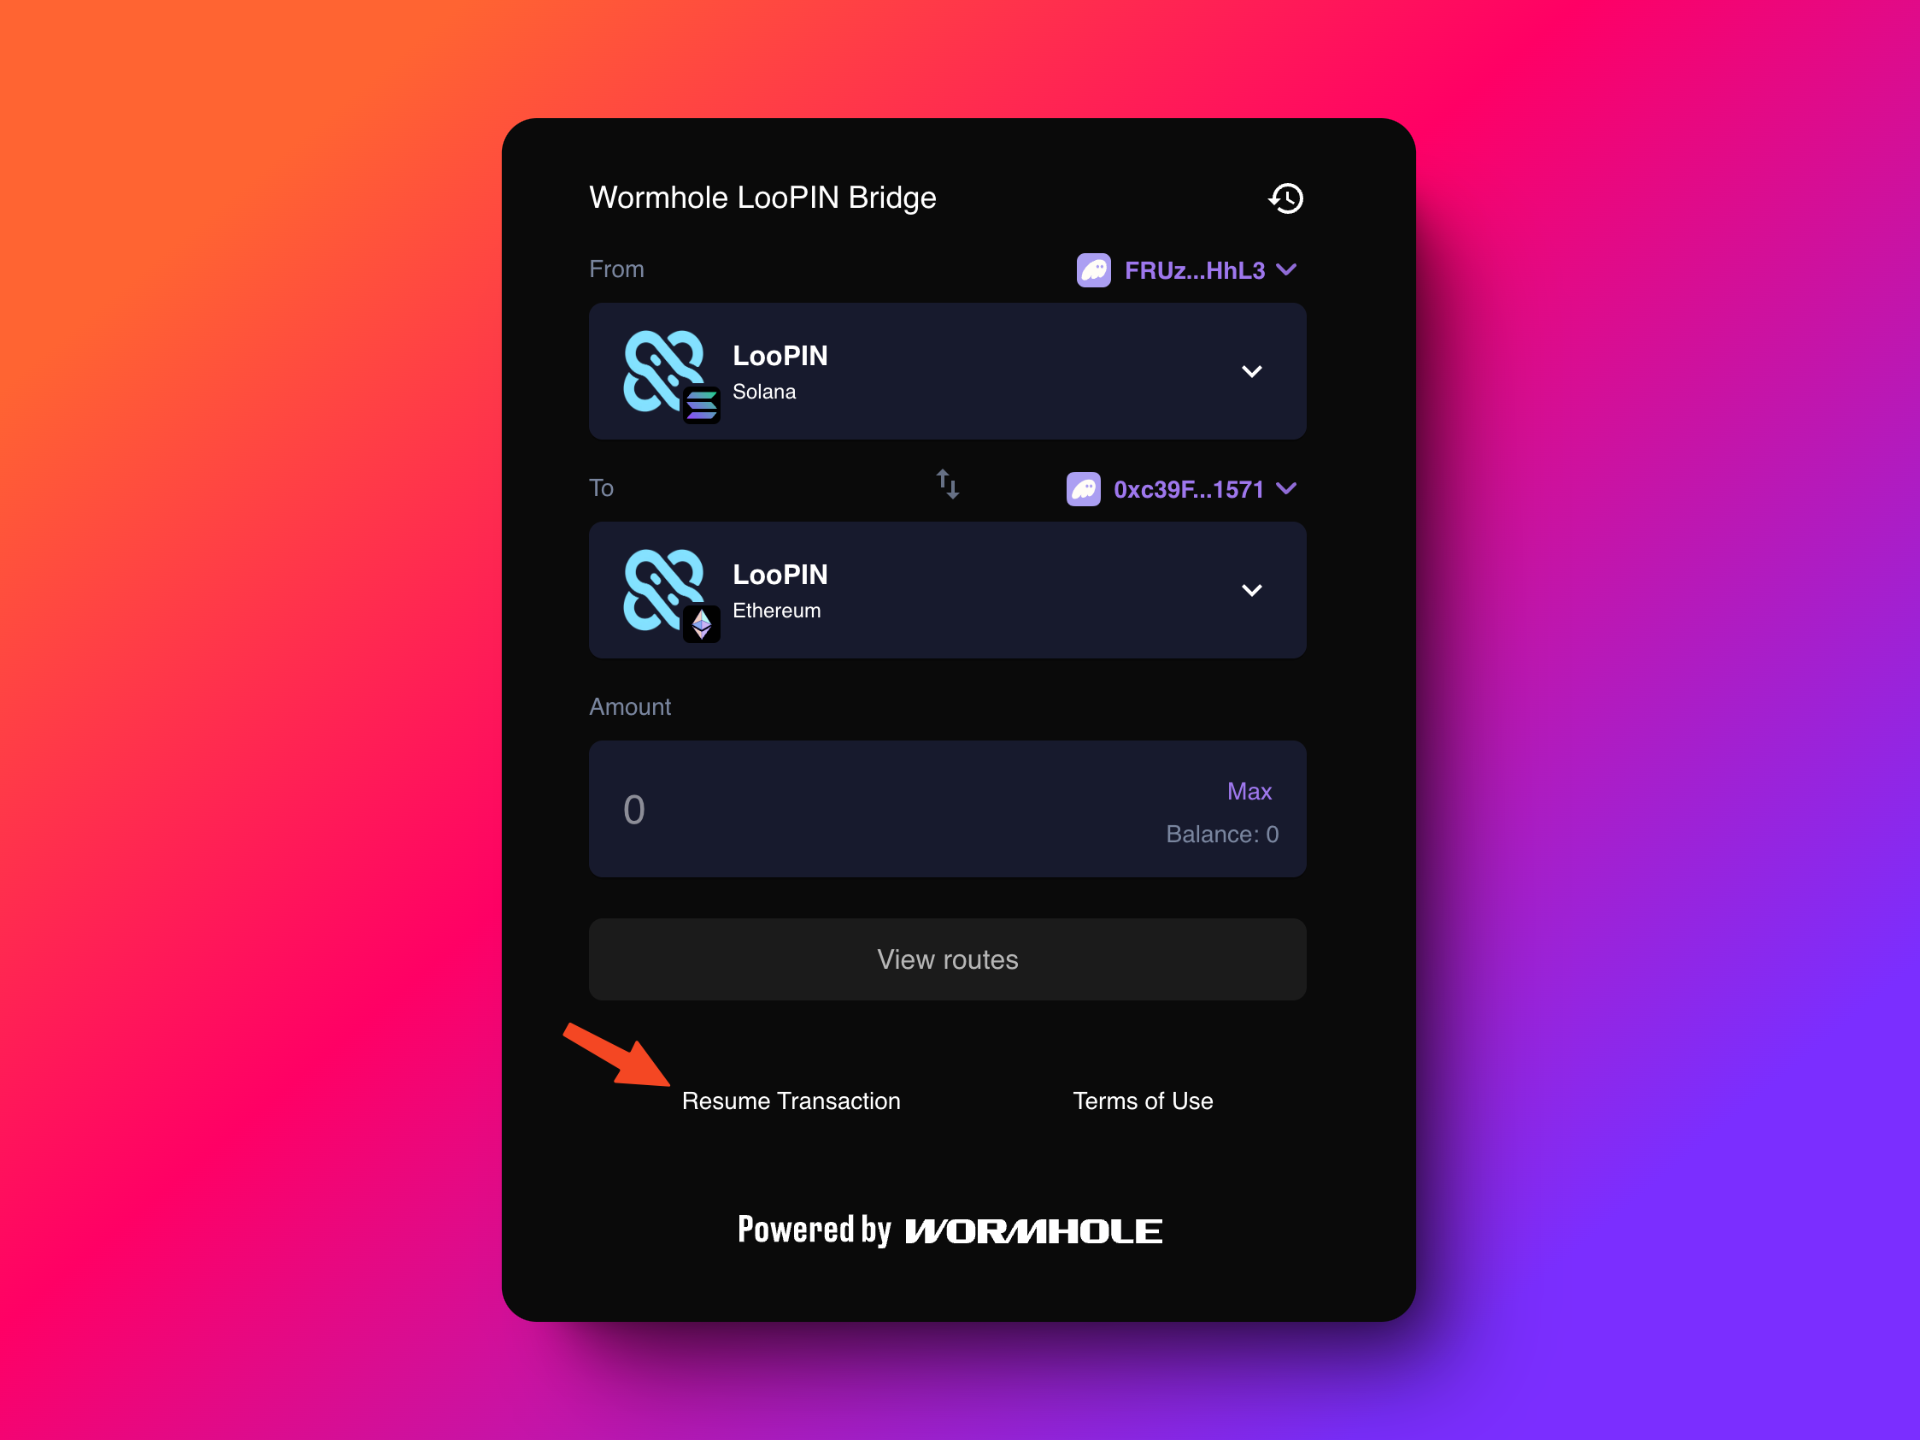 Wormhole LooPIN Bridge
From
FRUz...HhL3
LooPIN
Solana
To
0xc39F...1571
LooPIN
Ethereum
Amount
0
Max
Balance: 0
View routes
Resume Transaction
Terms of Use
Powered by WORMHOLE